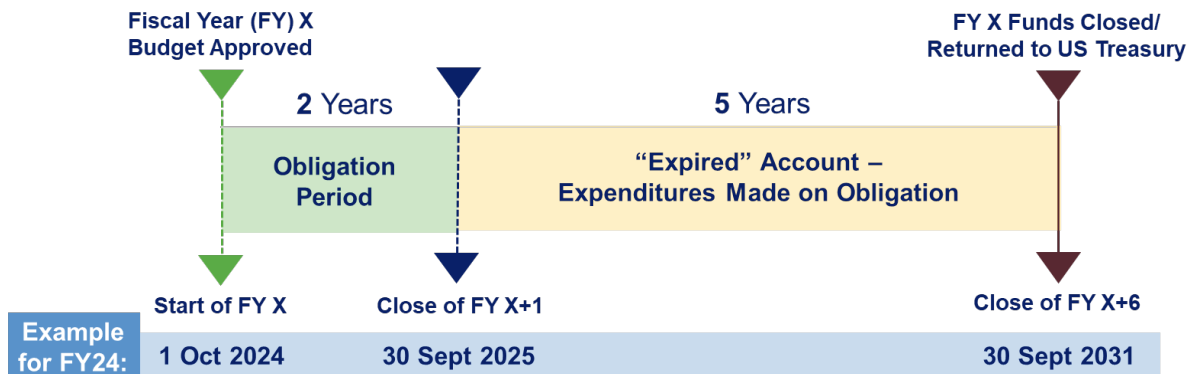 Fiscal Year (FY) X
Budget Approved
FY X Funds Closed/
Returned to US Treasury
2 Years
5 Years
Obligation
Period
“Expired” Account –
Expenditures Made on Obligation
Start of FY X
Close of FY X+1
Close of FY X+6
Example
for FY24:
1 Oct 2024
30 Sept 2025
30 Sept 2031